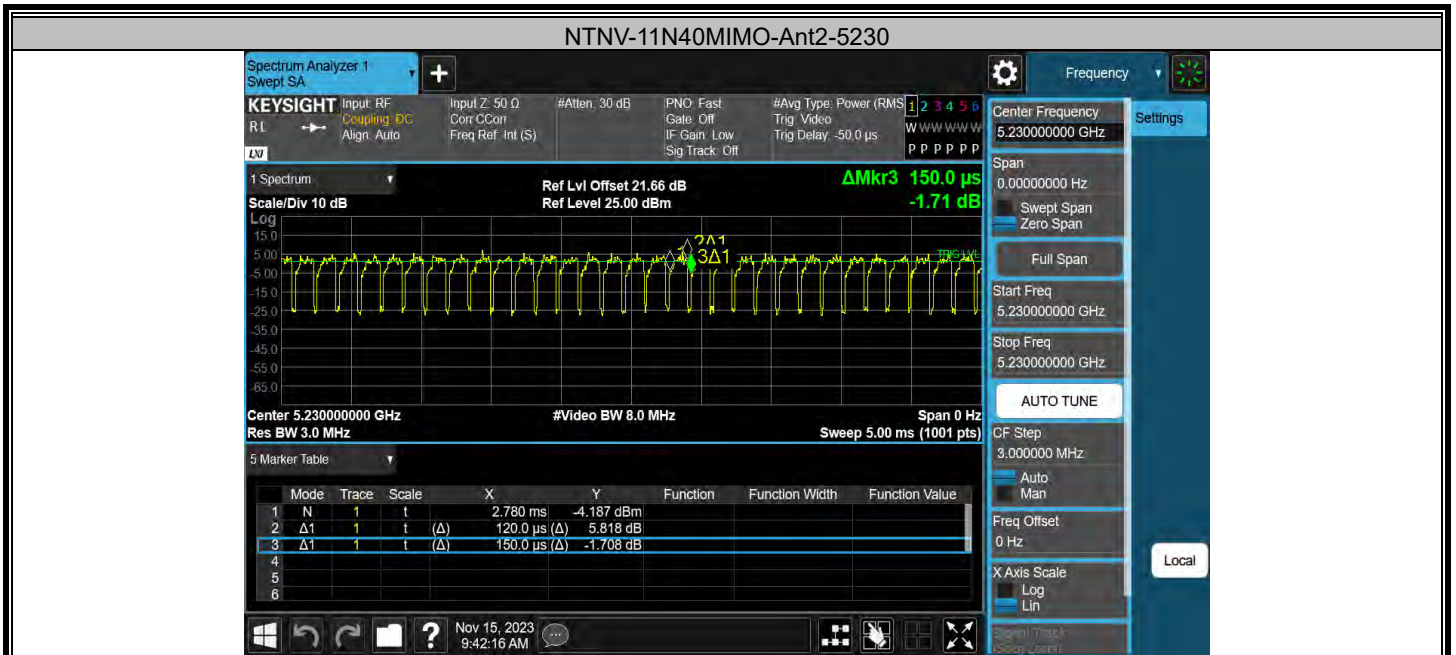 NTNV-11N40MIMO-Ant2-5230
Spectrum Analyzer 1
Swept SA
Frequency
KEYSIGHT
RL
LXI
Input: RF
Coupling: DC
Align: Auto
Input Z: 50 Ω
Corr CCorr
Freq Ref: Int (S)
#Atten: 30 dB
PNO: Fast
Gate: Off
IF Gain: Low
Sig Track: Off
#Avg Type: Power (RMS
Trig: Video
Trig Delay: -50.0 µs
1 2 3 4 5 6
W W W W W W
P P P P P P
1 Spectrum
Scale/Div 10 dB
Ref Lvl Offset 21.66 dB
Ref Level 25.00 dBm
ΔMkr3 150.0 µs
-1.71 dB
Log
15.0
5.00
-5.00
-15.0
-25.0
-35.0
-45.0
-55.0
-65.0
2Δ1
3Δ1
TRIG LVL
Center 5.230000000 GHz
#Video BW 8.0 MHz
Span 0 Hz
Res BW 3.0 MHz
Sweep 5.00 ms (1001 pts)
5 Marker Table
Mode Trace Scale X Y Function Function Width Function Value
1 N 1 t 2.780 ms -4.187 dBm
2 Δ1 1 t (Δ) 120.0 µs (Δ) 5.818 dB
3 Δ1 1 t (Δ) 150.0 µs (Δ) -1.708 dB
4
5
6
Nov 15, 2023
9:42:16 AM
Center Frequency
5.230000000 GHz
Settings
Span
0.00000000 Hz
Swept Span
Zero Span
Full Span
Start Freq
5.230000000 GHz
Stop Freq
5.230000000 GHz
AUTO TUNE
CF Step
3.000000 MHz
Auto
Man
Freq Offset
0 Hz
X Axis Scale
Log
Lin
Signal Track
(Span Zoom)
Local